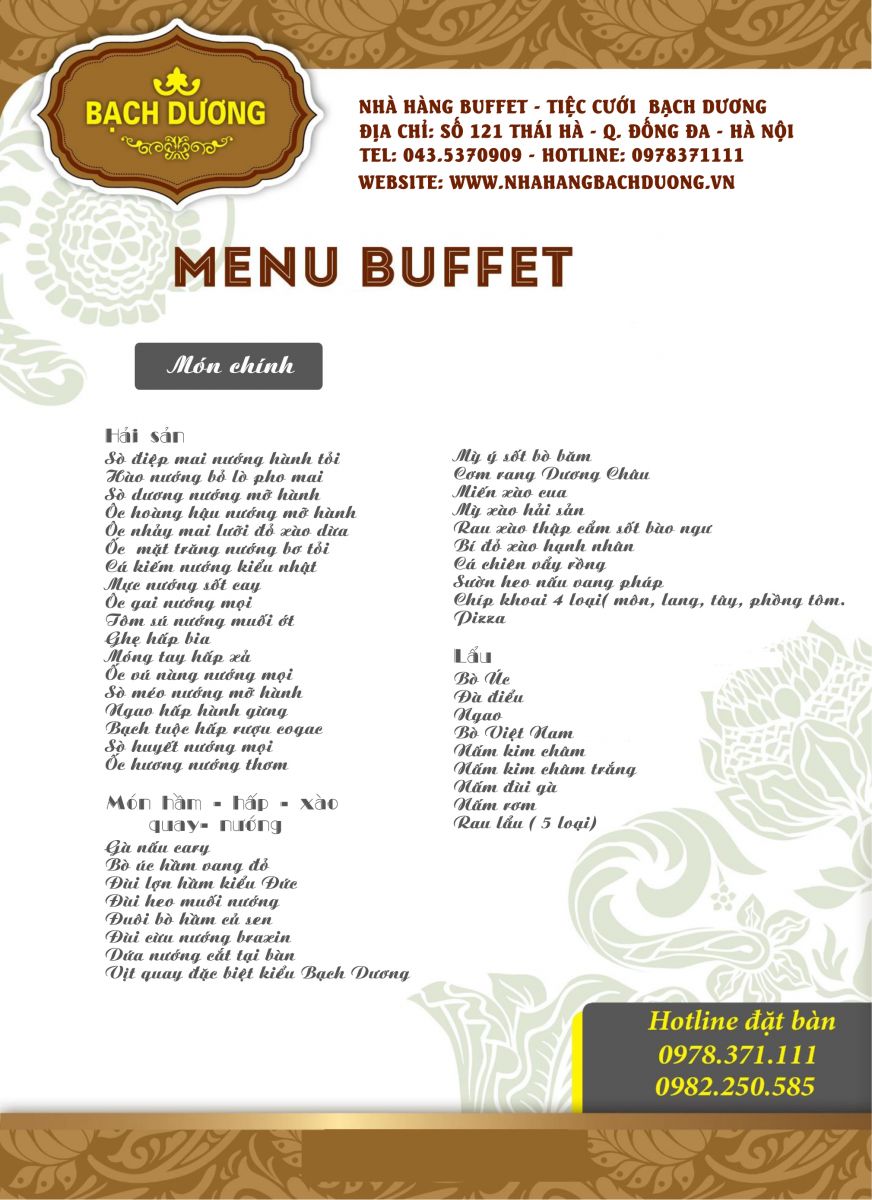 BẠCH DƯƠNG
NHÀ HÀNG BUFFET - TIỆC CƯỚI BẠCH DƯƠNG
ĐỊA CHỈ: SỐ 121 THÁI HÀ - Q. ĐỐNG ĐA - HÀ NỘI
TEL: 043.5370909 - HOTLINE: 0978371111
WEBSITE: WWW.NHAHANGBACHDUONG.VN
MENU BUFFET
Món chính
Hải sản
Sò điệp mai nướng hành tỏi
Hào nướng bỏ lò pho mai
Sò dương nướng mỡ hành
Ốc hoàng hậu nướng mỡ hành
Ốc nhảy mai lưỡi đỏ xào dừa
Ốc mặt trăng nướng bơ tỏi
Cá kiếm nướng kiểu nhật
Mực nướng sốt cay
Ốc gai nướng mọi
Tôm sú nướng muối ớt
Ghẹ hấp bia
Móng tay hấp xả
Ốc vú nàng nướng mọi
Sò méo nướng mỡ hành
Ngao hấp hành gừng
Bạch tuộc hấp rượu cogac
Sò huyết nướng mọi
Ốc hương nướng thơm
Món hầm - hấp - xào
quay- nướng
Gà nấu cary
Bò úc hầm vang đỏ
Đùi lợn hầm kiểu Đức
Đùi heo muối nướng
Đuôi bò hầm củ sen
Đùi cừu nướng braxin
Dứa nướng cắt tại bàn
Vịt quay đặc biệt kiểu Bạch Dương
Mỳ ý sốt bò băm
Cơm rang Dương Châu
Miến xào cua
Mỳ xào hải sản
Rau xào thập cẩm sốt bào ngư
Bí đỏ xào hạnh nhân
Cá chiên vẩy rồng
Sườn heo nấu vang pháp
Chíp khoai 4 loại( môn, lang, tây, phồng tôm.
Pizza
Lẩu
Bò Úc
Đà điểu
Ngao
Bò Việt Nam
Nấm kim châm
Nấm kim châm trắng
Nấm đùi gà
Nấm rơm
Rau lẩu ( 5 loại)
Hotline đặt bàn
0978.371.111
0982.250.585